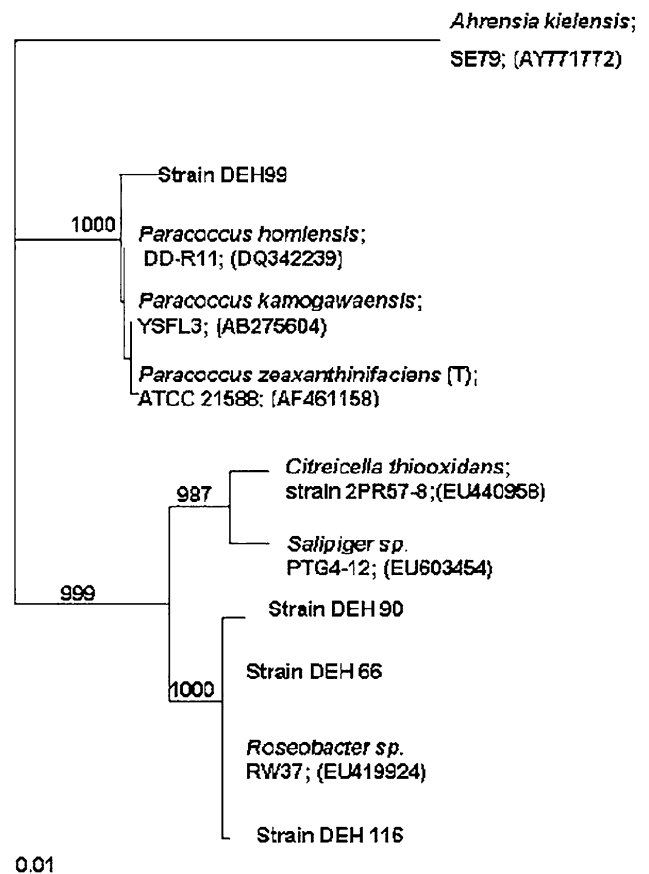 Ahrensia kielensis;
SE79; (AY771772)
Strain DEH99
1000
Paracoccus homiensis;
DD-R11; (DQ342239)
Paracoccus kamogawaensis;
YSFL3; (AB275604)
Paracoccus zeaxanthinifaciens (T);
ATCC 21588; (AF461158)
Citreicella thiooxidans;
987
strain 2PR57-8;(EU440958)
Salipiger sp.
PTG4-12; (EU603454)
999
Strain DEH 90
Strain DEH 66
1000
Roseobacter sp.
RW37; (EU419924)
Strain DEH 116
0.01